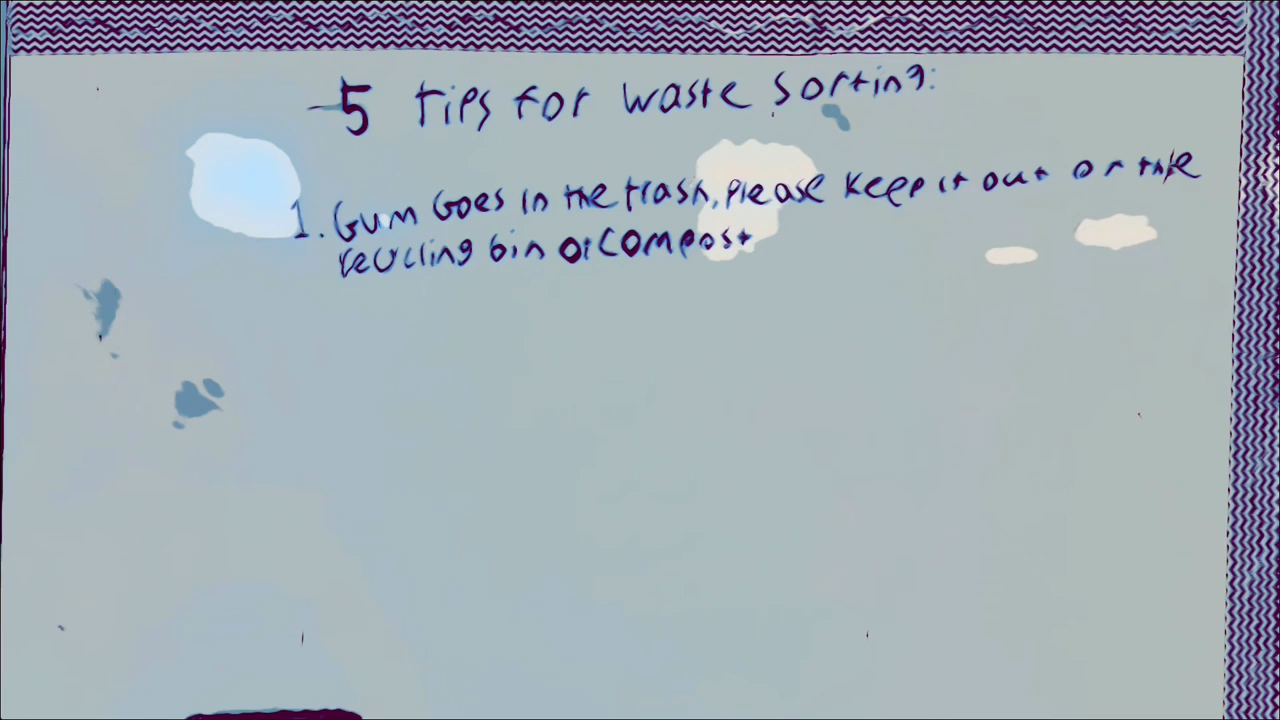 5 Tips for waste sorting:
1. Gum Goes in the trash, please keep it out or the
recycling bin or compost